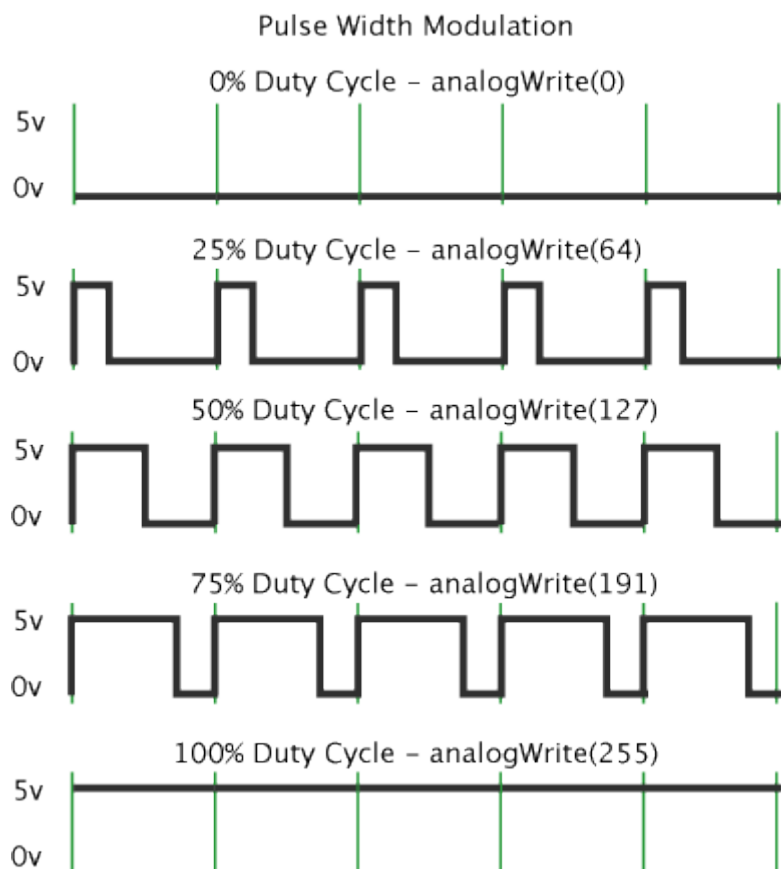 Pulse Width Modulation
0% Duty Cycle – analogWrite(0)
5v
0v
25% Duty Cycle – analogWrite(64)
5v
0v
50% Duty Cycle – analogWrite(127)
5v
0v
75% Duty Cycle – analogWrite(191)
5v
0v
100% Duty Cycle – analogWrite(255)
5v
0v